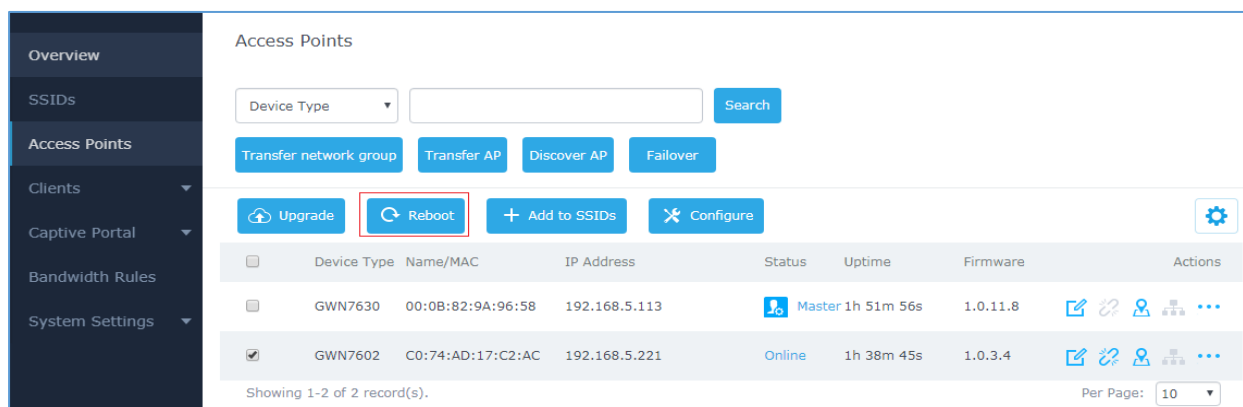 Access Points
Overview
SSIDs
Access Points
Clients
Captive Portal
Bandwidth Rules
System Settings
Device Type Search
Transfer network group Transfer AP Discover AP Failover
Upgrade Reboot Add to SSIDs Configure
Device Type Name/MAC IP Address Status Uptime Firmware Actions
GWN7630 00:0B:82:9A:96:58 192.168.5.113 Master 1h 51m 56s 1.0.11.8
GWN7602 C0:74:AD:17:C2:AC 192.168.5.221 Online 1h 38m 45s 1.0.3.4
Showing 1-2 of 2 record(s). Per Page: 10